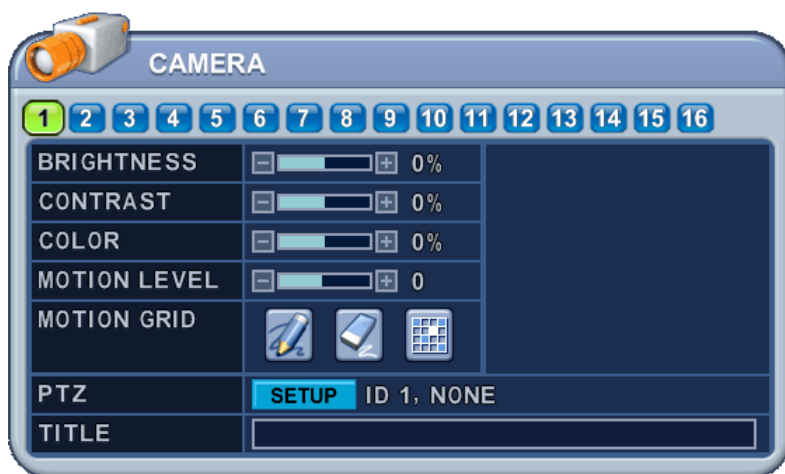 CAMERA
1 2 3 4 5 6 7 8 9 10 11 12 13 14 15 16
BRIGHTNESS 0%
CONTRAST 0%
COLOR 0%
MOTION LEVEL 0
MOTION GRID
PTZ SETUP ID 1, NONE
TITLE